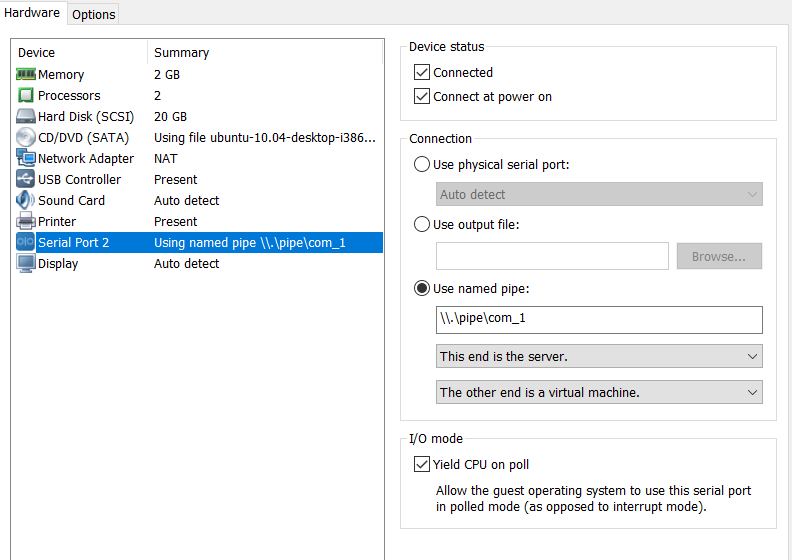 Hardware Options
Device Summary
Memory 2 GB
Processors 2
Hard Disk (SCSI) 20 GB
CD/DVD (SATA) Using file ubuntu-10.04-desktop-i386...
Network Adapter NAT
USB Controller Present
Sound Card Auto detect
Printer Present
Serial Port 2 Using named pipe \\.\pipe\com_1
Display Auto detect
Device status
Connected
Connect at power on
Connection
Use physical serial port:
Auto detect
Use output file:
Browse...
Use named pipe:
\\.\pipe\com_1
This end is the server.
The other end is a virtual machine.
I/O mode
Yield CPU on poll
Allow the guest operating system to use this serial port
in polled mode (as opposed to interrupt mode).